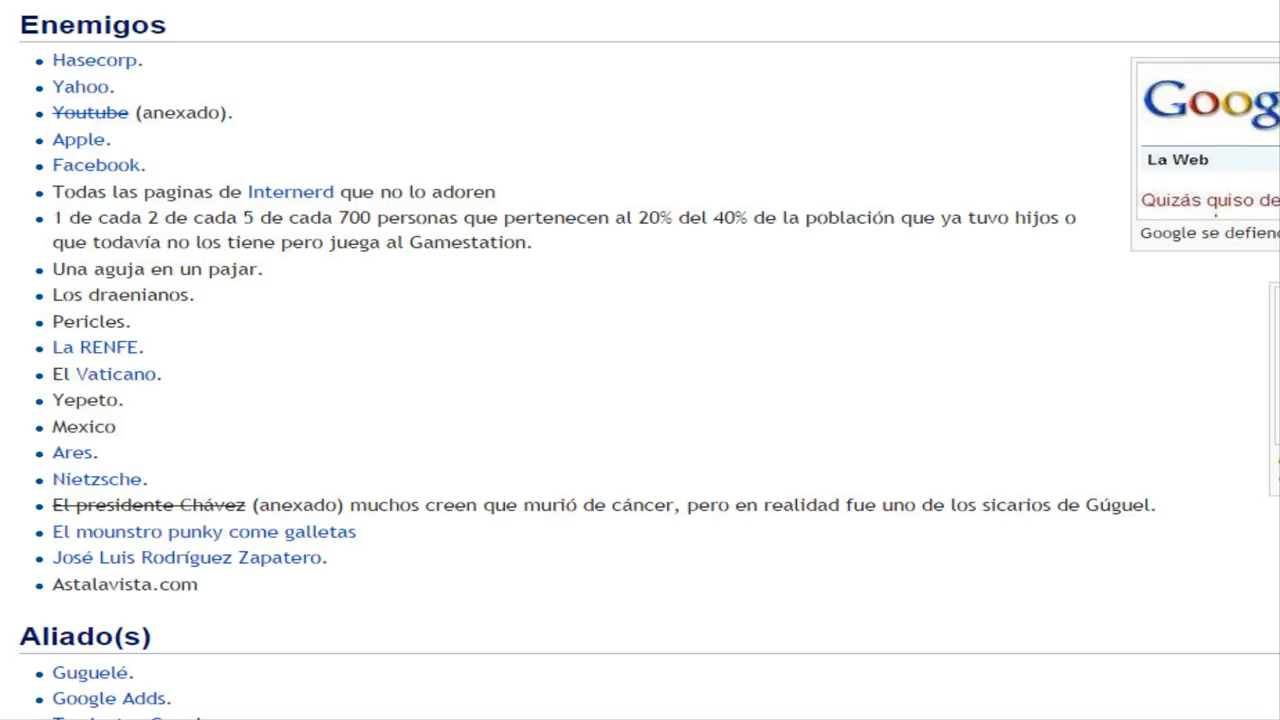 Enemigos
Hasecorp.
Yahoo.
Youtube (anexado).
Apple.
Facebook.
Todas las paginas de Internerd que no lo adoren
1 de cada 2 de cada 5 de cada 700 personas que pertenecen al 20% del 40% de la población que ya tuvo hijos o
que todavía no los tiene pero juega al Gamestation.
Una aguja en un pajar.
Los draenianos.
Pericles.
La RENFE.
El Vaticano.
Yepeto.
Mexico
Ares.
Nietzsche.
El presidente Chávez (anexado) muchos creen que murió de cáncer, pero en realidad fue uno de los sicarios de Gúguel.
El mounstro punky come galletas
José Luis Rodríguez Zapatero.
Astalavista.com
Aliado(s)
Guguelé.
Google Adds.
Goog
La Web
Quizás quiso de
Google se defien